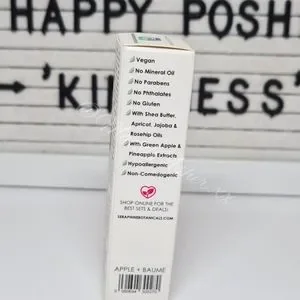 HAPPY POSH
Vegan
No Mineral Oil
No Parabens
No Phthalates
No Gluten
With Shea Butter,
Apricot, Jojoba &
Rosehip Oils
With Green Apple &
Pineapple Extracts
Hypoallergenic
Non-Comedogenic
SHOP ONLINE FOR THE
BEST SETS & DEALS!
SERAPHINEBOTANICALS.COM
APPLE + BAUME